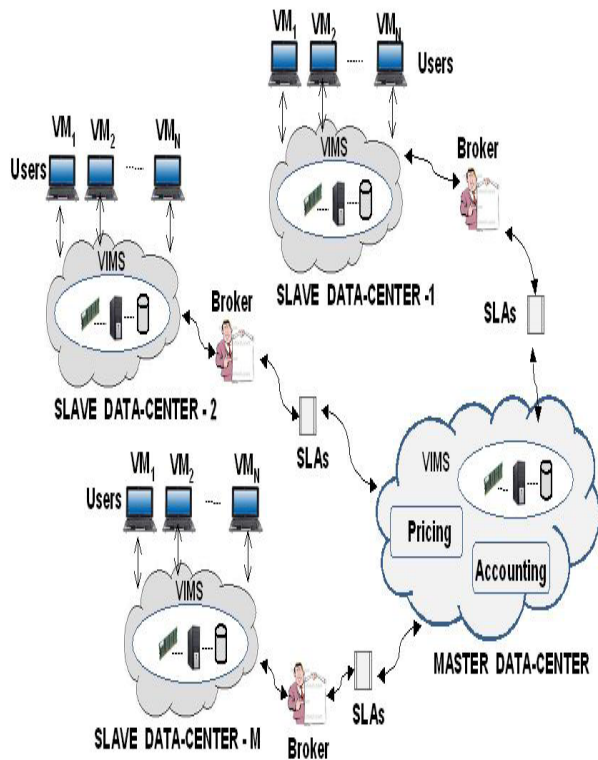 VM1 VM2 ..... VMN
Users
VIMS
SLAVE DATA-CENTER -1
Broker
SLAs
VM1 VM2 ..... VMN
Users
VIMS
SLAVE DATA-CENTER - 2
Broker
SLAs
VIMS
Pricing
Accounting
MASTER DATA-CENTER
VM1 VM2 ... VMN
Users
VIMS
SLAVE DATA-CENTER - M
Broker
SLAs